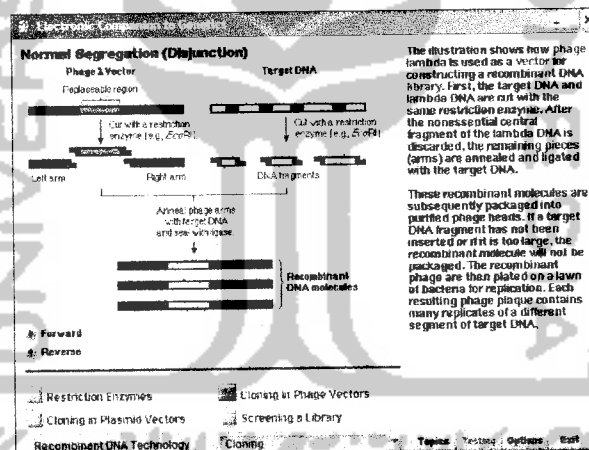 Normal Segregation (Disjunction)
Phage λ Vector
Target DNA
Replaceable region
Cut with a restriction
enzyme (e.g., EcoRI)
Cut with a restriction
enzyme (e.g., EcoRI)
Left arm
Right arm
DNA fragments
Anneal phage arms
with target DNA
and seal with ligase.
Recombinant
DNA molecules
Forward
Reverse
The illustration shows how phage
lambda is used as a vector for
constructing a recombinant DNA
library. First, the target DNA and
lambda DNA are cut with the
same restriction enzyme. After
the nonessential central
fragment of the lambda DNA is
discarded, the remaining pieces
(arms) are annealed and ligated
with the target DNA.
These recombinant molecules are
subsequently packaged into
purified phage heads. If a target
DNA fragment has not been
inserted or if it is too large, the
recombinant molecule will not be
packaged. The recombinant
phage are then plated on a lawn
of bacteria for replication. Each
resulting phage plaque contains
many replicates of a different
segment of target DNA.
Restriction Enzymes
Cloning in Phage Vectors
Cloning in Plasmid Vectors
Screening a Library
Recombinant DNA Technology
Cloning
Topics Testing Options Exit